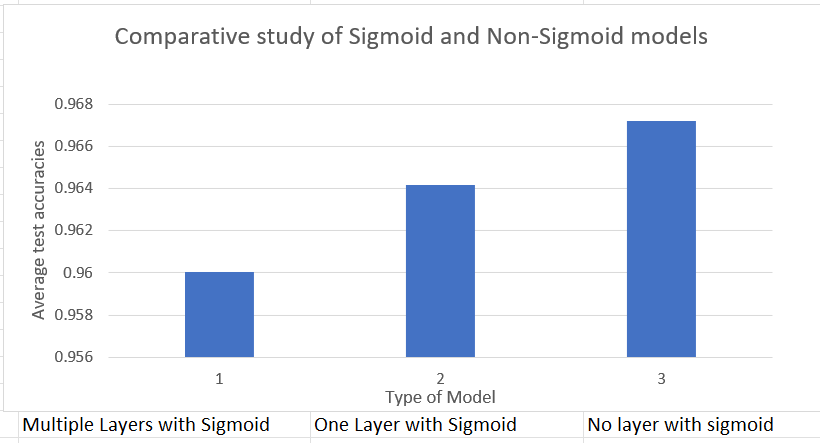 Comparative study of Sigmoid and Non-Sigmoid models
Average test accuracies
0.968
0.966
0.964
0.962
0.96
0.958
0.956
1 2 3
Type of Model
Multiple Layers with Sigmoid One Layer with Sigmoid No layer with sigmoid